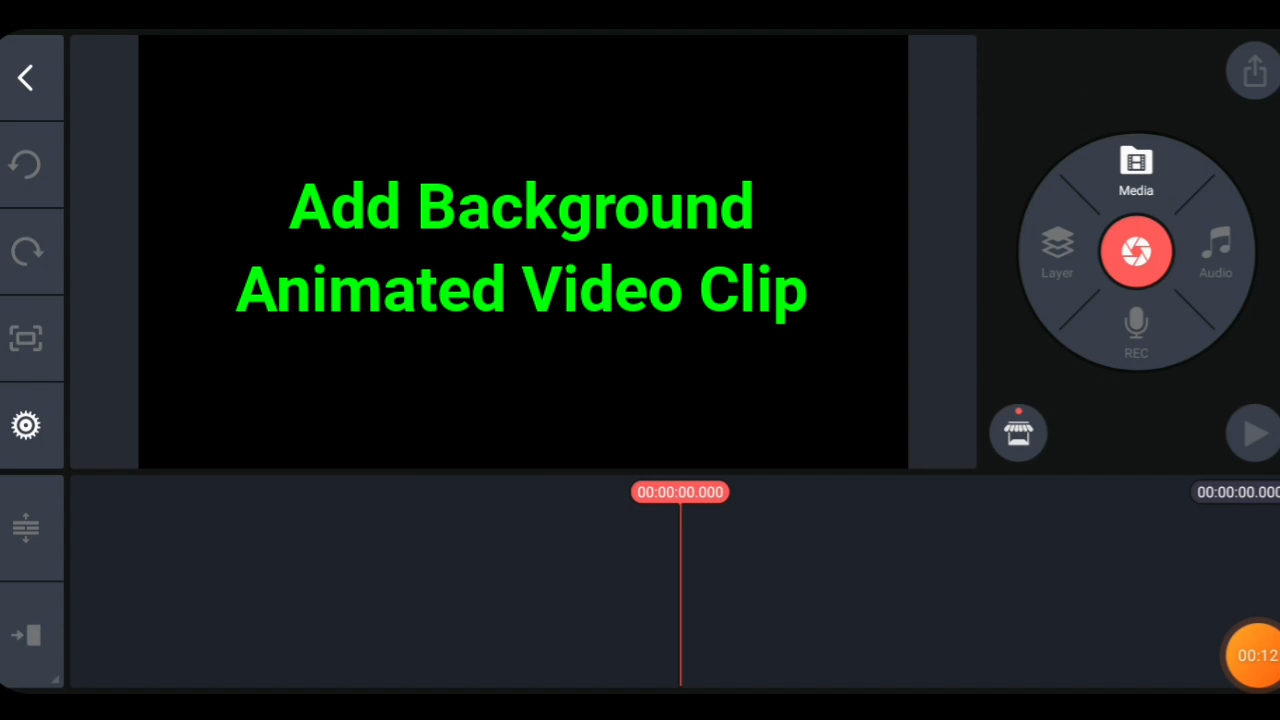 Add Background
Animated Video Clip
Media
Layer
Audio
REC
00:00:00.000
00:00:00.000
00:12